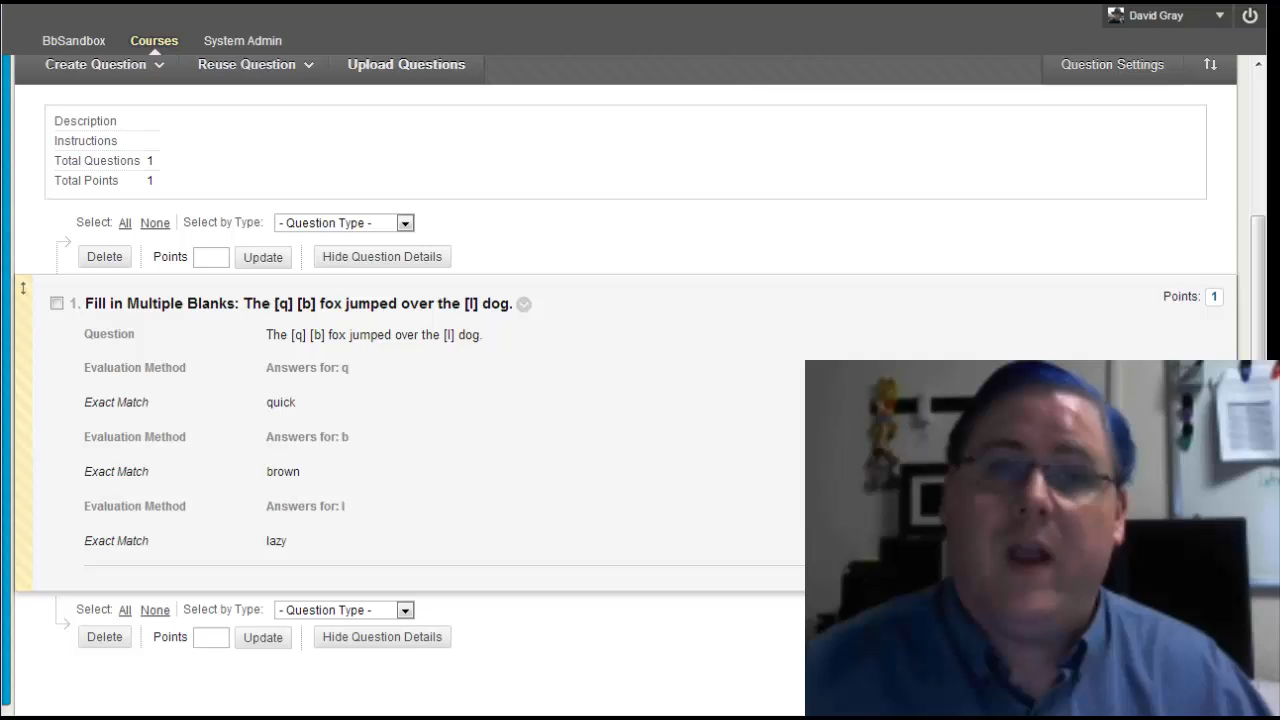 David Gray
BbSandbox Courses System Admin
Create Question Reuse Question Upload Questions Question Settings
Description
Instructions
Total Questions 1
Total Points 1
Select: All None Select by Type: - Question Type -
Delete Points Update Hide Question Details
1. Fill in Multiple Blanks: The [q] [b] fox jumped over the [l] dog.
Points: 1
Question The [q] [b] fox jumped over the [l] dog.
Evaluation Method Answers for: q
Exact Match quick
Evaluation Method Answers for: b
Exact Match brown
Evaluation Method Answers for: l
Exact Match lazy
Select: All None Select by Type: - Question Type -
Delete Points Update Hide Question Details